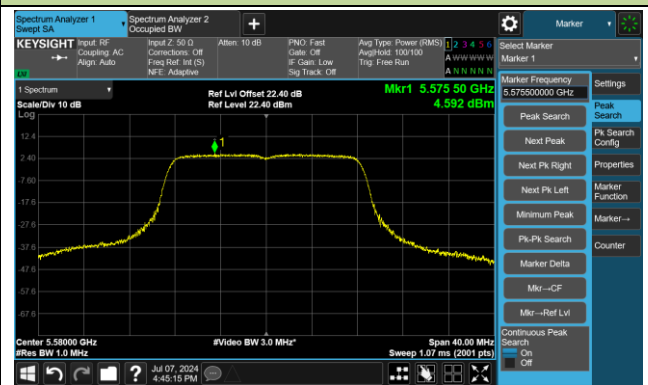 Spectrum Analyzer 1
Swept SA
Spectrum Analyzer 2
Occupied BW
Marker
KEYSIGHT
Input: RF
Coupling: AC
Align: Auto
Input Z: 50 Ω
Corrections: Off
Freq Ref: Int (S)
NFE: Adaptive
Atten: 10 dB
PNO: Fast
Gate: Off
IF Gain: Low
Sig Track: Off
Avg Type: Power (RMS)
Avg|Hold: 100/100
Trig: Free Run
1 2 3 4 5 6
A W W W W W
A N N N N N
Select Marker
Marker 1
1 Spectrum
Scale/Div 10 dB
Log
Ref Lvl Offset 22.40 dB
Ref Level 22.40 dBm
Mkr1 5.575 50 GHz
4.592 dBm
12.4
2.40
-7.60
-17.6
-27.6
-37.6
-47.6
-57.6
-67.6
1
Center 5.58000 GHz
#Res BW 1.0 MHz
#Video BW 3.0 MHz*
Span 40.00 MHz
Sweep 1.07 ms (2001 pts)
Marker Frequency
5.575500000 GHz
Peak Search
Next Peak
Next Pk Right
Next Pk Left
Minimum Peak
Pk-Pk Search
Marker Delta
Mkr→CF
Mkr→Ref Lvl
Continuous Peak
Search
On
Off
Settings
Peak
Search
Pk Search
Config
Properties
Marker
Function
Marker→
Counter
Jul 07, 2024
4:45:15 PM